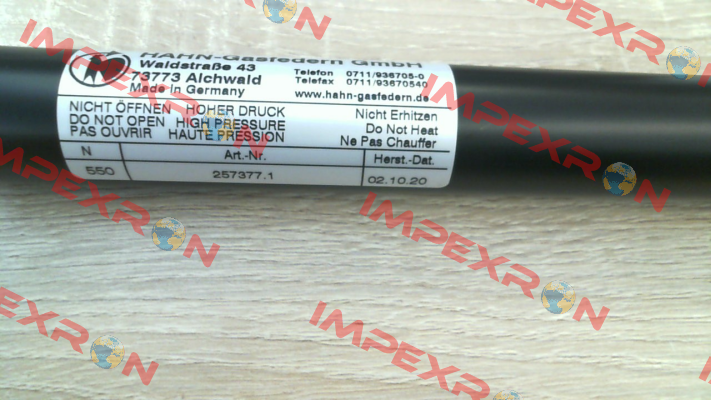 HAHN-Gasfedern GmbH
Waldstraße 43
73773 Aichwald
Made in Germany
Telefon 0711/936705-0
Telefax 0711/93670540
www.hahn-gasfedern.de
NICHT ÖFFNEN HOHER DRUCK
DO NOT OPEN HIGH PRESSURE
PAS OUVRIR HAUTE PRESSION
Nicht Erhitzen
Do Not Heat
Ne Pas Chauffer
N Art.-Nr. Herst.-Dat.
550 257377.1 02.10.20
IMPEXRON
IMPEXRON
IMPEXRON
IMPEXRON
IMPEXRON
IMPEXRON
IMPEXRON